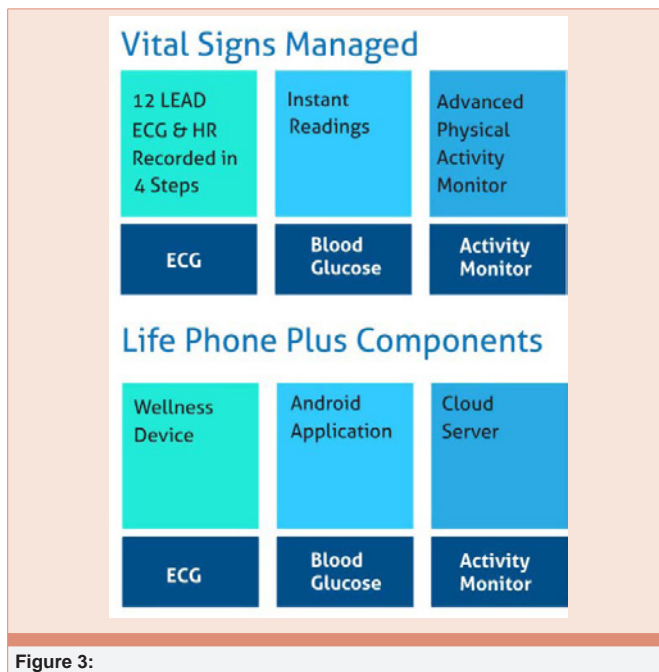 Vital Signs Managed
12 LEAD
ECG & HR
Recorded in
4 Steps
Instant
Readings
Advanced
Physical
Activity
Monitor
ECG
Blood
Glucose
Activity
Monitor
Life Phone Plus Components
Wellness
Device
Android
Application
Cloud
Server
ECG
Blood
Glucose
Activity
Monitor
Figure 3: